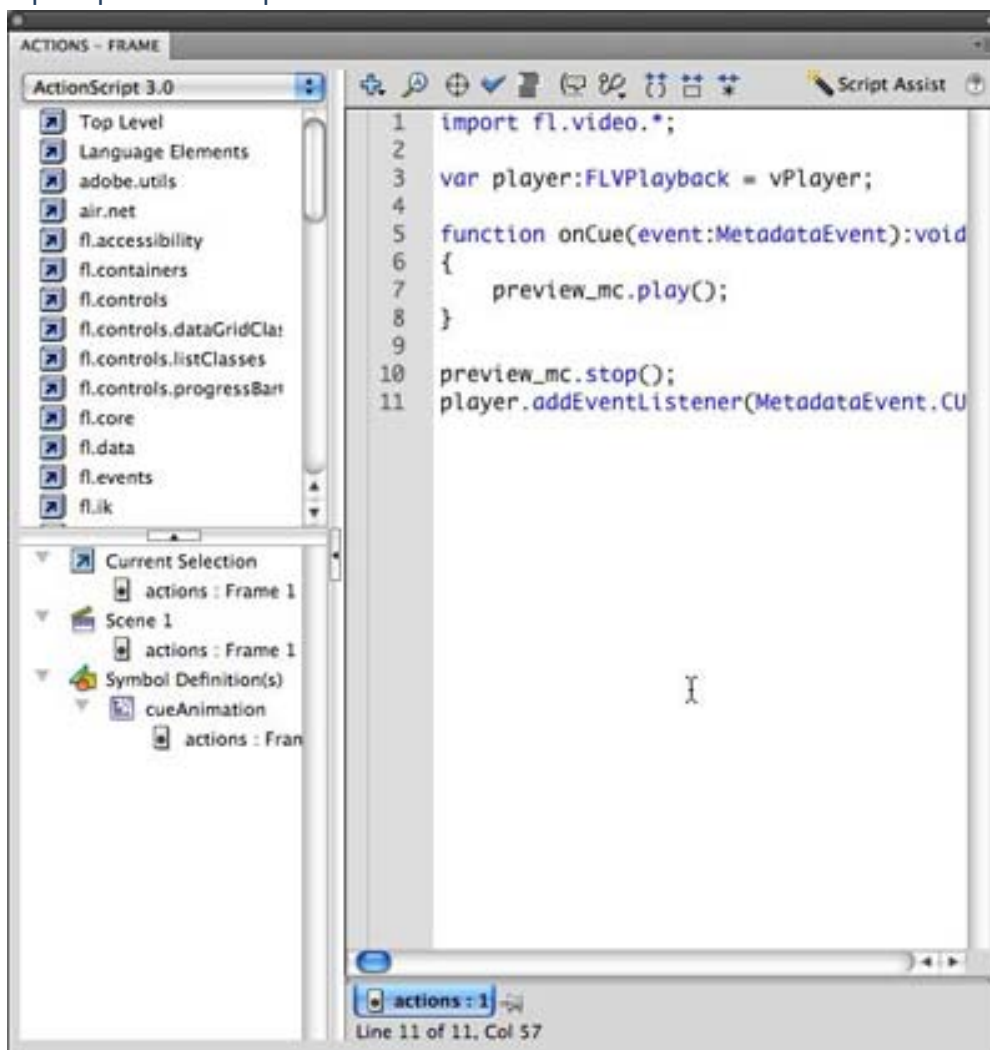 ACTIONS - FRAME
ActionScript 3.0
Script Assist
Top Level
Language Elements
adobe.utils
air.net
fl.accessibility
fl.containers
fl.controls
fl.controls.dataGridClas
fl.controls.listClasses
fl.controls.progressBarI
fl.core
fl.data
fl.events
fl.ik
Current Selection
actions : Frame 1
Scene 1
actions : Frame 1
Symbol Definition(s)
cueAnimation
actions : Fran
1 import fl.video.*;
2
3 var player:FLVPlayback = vPlayer;
4
5 function onCue(event:MetadataEvent):void
6 {
7 preview_mc.play();
8 }
9
10 preview_mc.stop();
11 player.addEventListener(MetadataEvent.CU
actions : 1
Line 11 of 11, Col 57